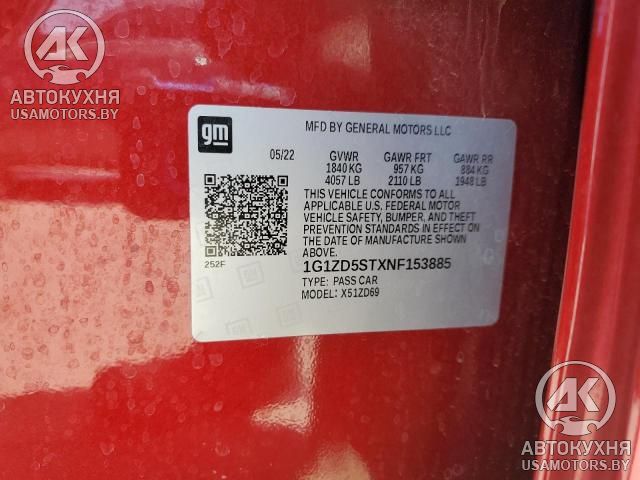 AK
АВТОКУХНЯ
USAMOTORS.BY
gm
MFD BY GENERAL MOTORS LLC
05/22 GVWR GAWR FRT GAWR RR
1840 KG 957 KG 884 KG
4057 LB 2110 LB 1948 LB
THIS VEHICLE CONFORMS TO ALL
APPLICABLE U.S. FEDERAL MOTOR
VEHICLE SAFETY, BUMPER, AND THEFT
PREVENTION STANDARDS IN EFFECT ON
THE DATE OF MANUFACTURE SHOWN
ABOVE.
252F 1G1ZD5STXNF153885
TYPE: PASS CAR
MODEL: X51ZD69
AK
АВТОКУХНЯ
USAMOTORS.BY